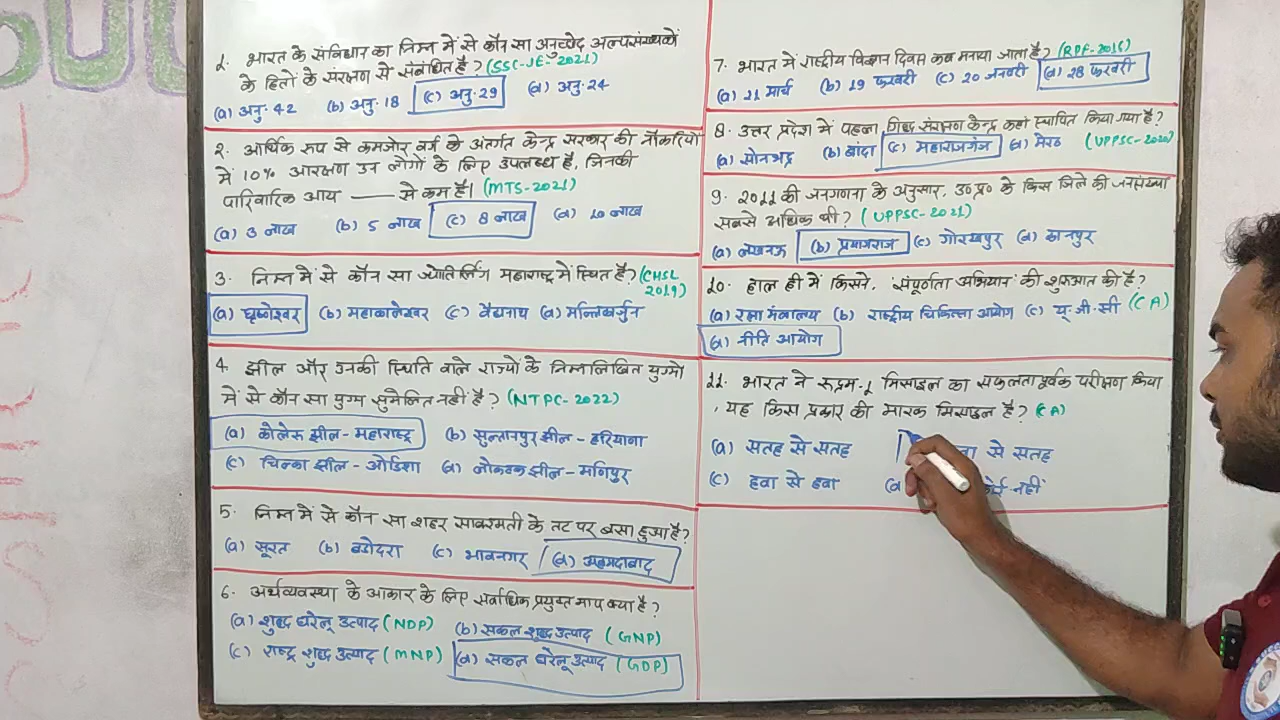 1. भारत के संविधान का निम्न में से कौन सा अनुच्छेद अल्पसंख्यकों
के हितों के संरक्षण से संबंधित है? (SSC-JE-2021)
(a) अनु. 42 (b) अनु. 18 (c) अनु. 29 (d) अनु. 24
2. आर्थिक रूप से कमजोर वर्ग के अंतर्गत केन्द्र सरकार की नौकरियों
में 10% आरक्षण उन लोगों के लिए उपलब्ध है, जिनकी
पारिवारिक आय —— से कम है। (MTS-2021)
(a) 3 लाख (b) 5 लाख (c) 8 लाख (d) 10 लाख
3. निम्न में से कौन सा ज्योतिर्लिंग महाराष्ट्र में स्थित है? (CHSL
2019)
(a) घृष्णेश्वर (b) महाकालेश्वर (c) वैद्यनाथ (d) मल्लिकार्जुन
4. झील और उनकी स्थिति वाले राज्यों के निम्नलिखित युग्मों
में से कौन सा युग्म सुमेलित नहीं है? (NTPC-2022)
(a) कोलेरु झील - महाराष्ट्र (b) सुल्तानपुर झील - हरियाणा
(c) चिल्का झील - ओडिशा (d) लोकटक झील - मणिपुर
5. निम्न में से कौन सा शहर साबरमती के तट पर बसा हुआ है?
(a) सूरत (b) बडोदरा (c) भावनगर (d) अहमदाबाद
6. अर्थव्यवस्था के आकार के लिए सर्वाधिक प्रयुक्त माप क्या है?
(a) शुद्ध घरेलू उत्पाद (NDP) (b) सकल शुद्ध उत्पाद (GNP)
(c) राष्ट्र शुद्ध उत्पाद (MNP) (d) सकल घरेलू उत्पाद (GDP)
7. भारत में राष्ट्रीय विज्ञान दिवस कब मनाया जाता है? (RPF-2018)
(a) 21 मार्च (b) 19 फरवरी (c) 20 जनवरी (d) 28 फरवरी
8. उत्तर प्रदेश में पहला गिद्ध संरक्षण केन्द्र कहां स्थापित किया गया है?
(a) सोनभद्र (b) बांदा (c) महाराजगंज (d) मेरठ (UPPSC-2020)
9. 2011 की जनगणना के अनुसार, उ०प्र० के किस जिले की जनसंख्या
सबसे अधिक थी? (UPPSC-2021)
(a) लखनऊ (b) प्रयागराज (c) गोरखपुर (d) कानपुर
10. हाल ही में किसने, 'संपूर्णता अभियान' की शुरुआत की है?
(a) रक्षा मंत्रालय (b) राष्ट्रीय चिकित्सा आयोग (c) यू.जी.सी (CA)
(d) नीति आयोग
11. भारत ने रुद्रम-1 मिसाइल का सफलतापूर्वक परीक्षण किया
, यह किस प्रकार की मारक मिसाइल है? (CA)
(a) सतह से सतह से सतह
(c) हवा से हवा (d) नहीं